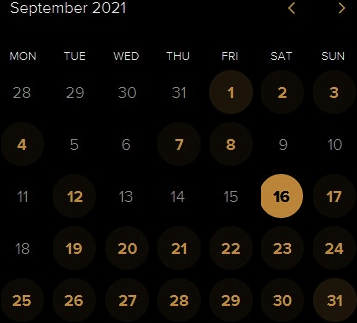 September 2021
MON TUE WED THU FRI SAT SUN
28 29 30 31 1 2 3
4 5 6 7 8 9 10
11 12 13 14 15 16 17
18 19 20 21 22 23 24
25 26 27 28 29 30 31